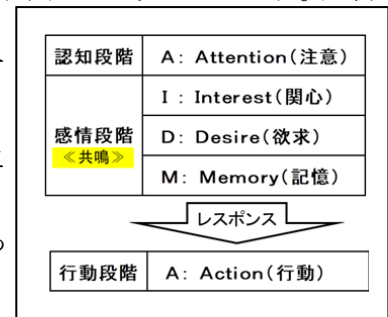 認知段階 A: Attention(注意)
I : Interest(関心)
感情段階 D: Desire(欲求)
≪共鳴≫
M: Memory(記憶)
レスポンス
行動段階 A: Action(行動)